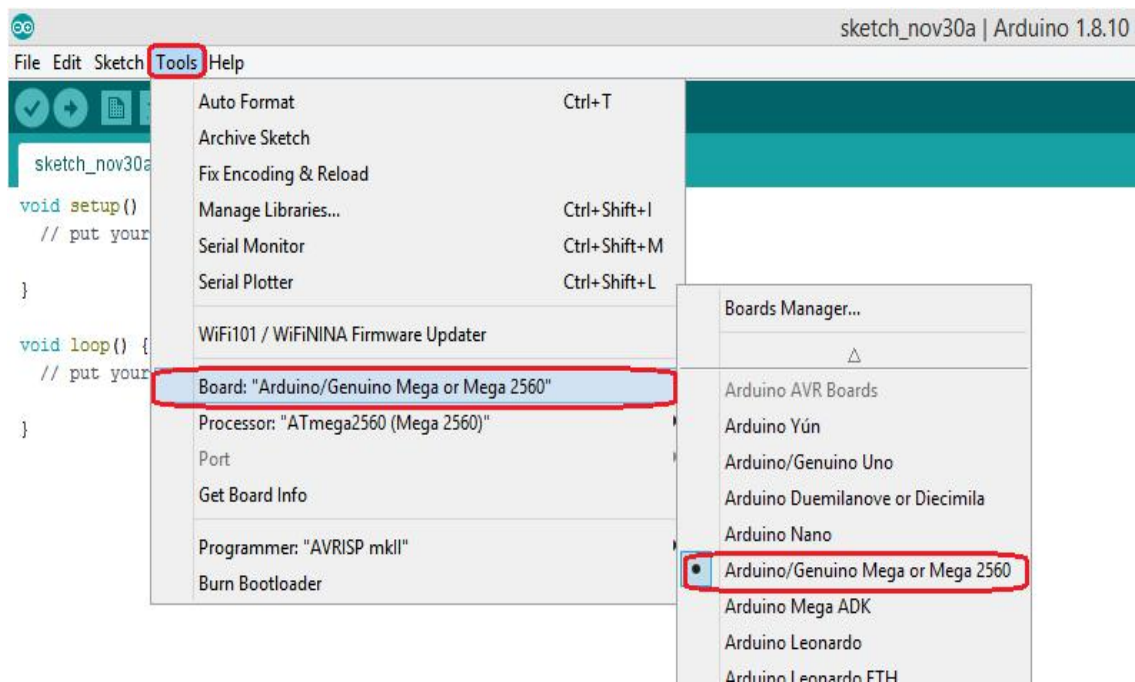 sketch_nov30a | Arduino 1.8.10
File Edit Sketch Tools Help
Auto Format Ctrl+T
Archive Sketch
Fix Encoding & Reload
Manage Libraries... Ctrl+Shift+I
Serial Monitor Ctrl+Shift+M
Serial Plotter Ctrl+Shift+L
WiFi101 / WiFiNINA Firmware Updater
Board: "Arduino/Genuino Mega or Mega 2560"
Processor: "ATmega2560 (Mega 2560)"
Port
Get Board Info
Programmer: "AVRISP mkII"
Burn Bootloader
sketch_nov30a
void setup()
// put your
}
void loop() {
// put your
}
Boards Manager...
Arduino AVR Boards
Arduino Yún
Arduino/Genuino Uno
Arduino Duemilanove or Diecimila
Arduino Nano
Arduino/Genuino Mega or Mega 2560
Arduino Mega ADK
Arduino Leonardo
Arduino Leonardo ETH